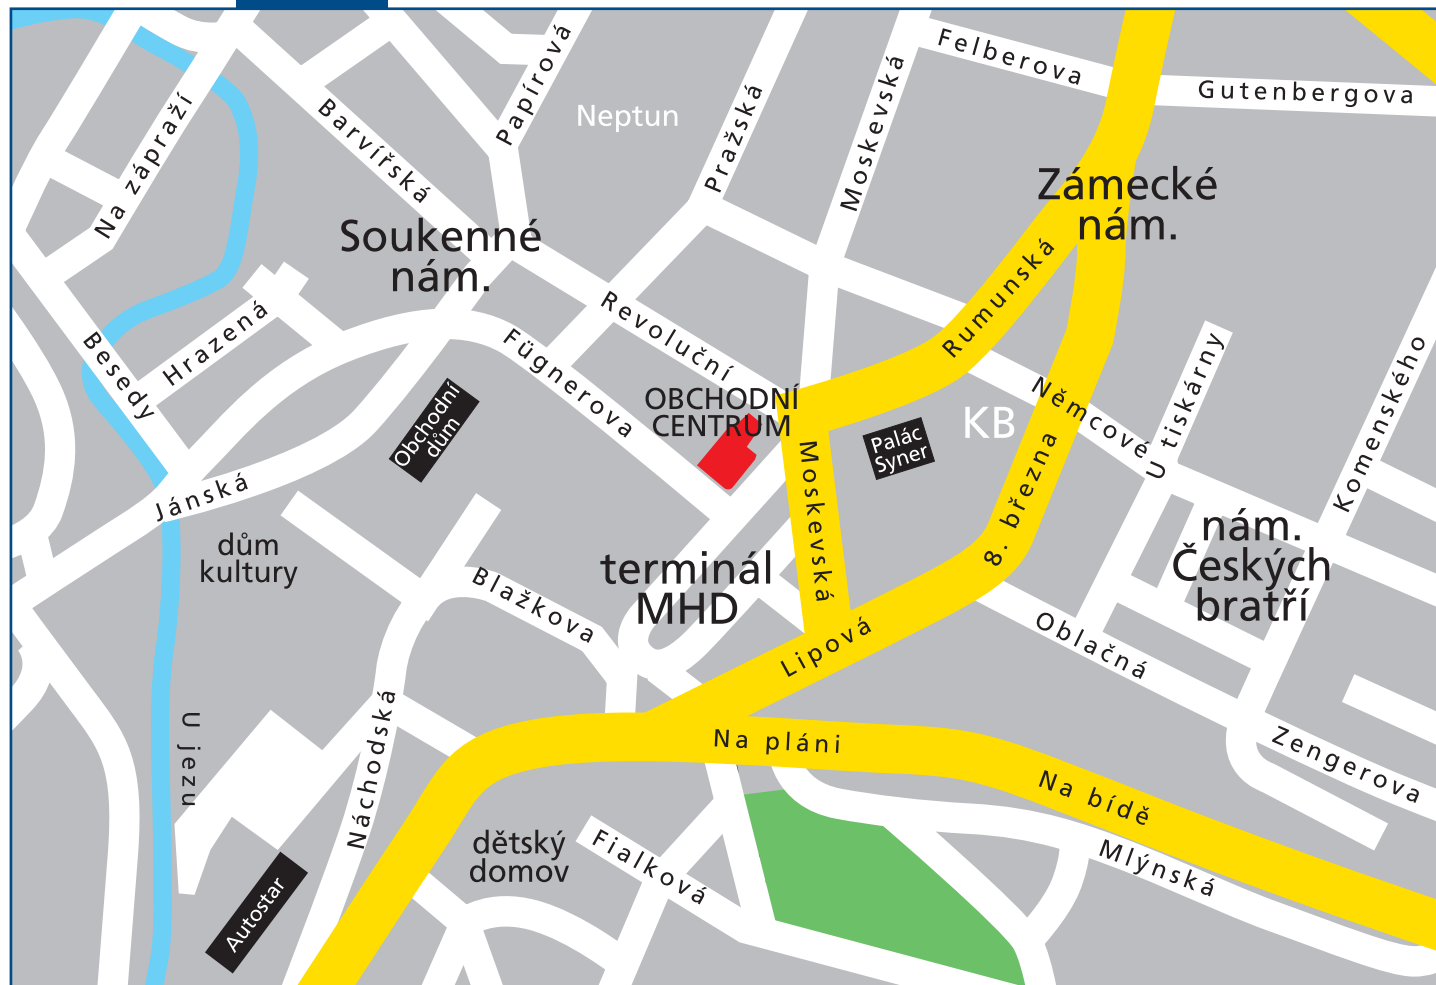 Felberova
Gutenbergova
Papírová
Neptun
Pražská
Moskevská
Na zápraží
Barvířská
Zámecké
nám.
Soukenné
nám.
Rumunská
Hrazená
Revoluční
Besedy
Fügnerova
U tiskárny
Komenského
Němcové
Obchodní
dům
OBCHODNÍ
CENTRUM
Palác
Syner
KB
8. března
Moskevská
Jánská
dům
kultury
terminál
MHD
nám.
Českých
bratří
Blažkova
Lipová
Oblačná
U jezu
Náchodská
Na pláni
Zengerova
Na bídě
dětský
domov
Fialková
Mlýnská
Autostar